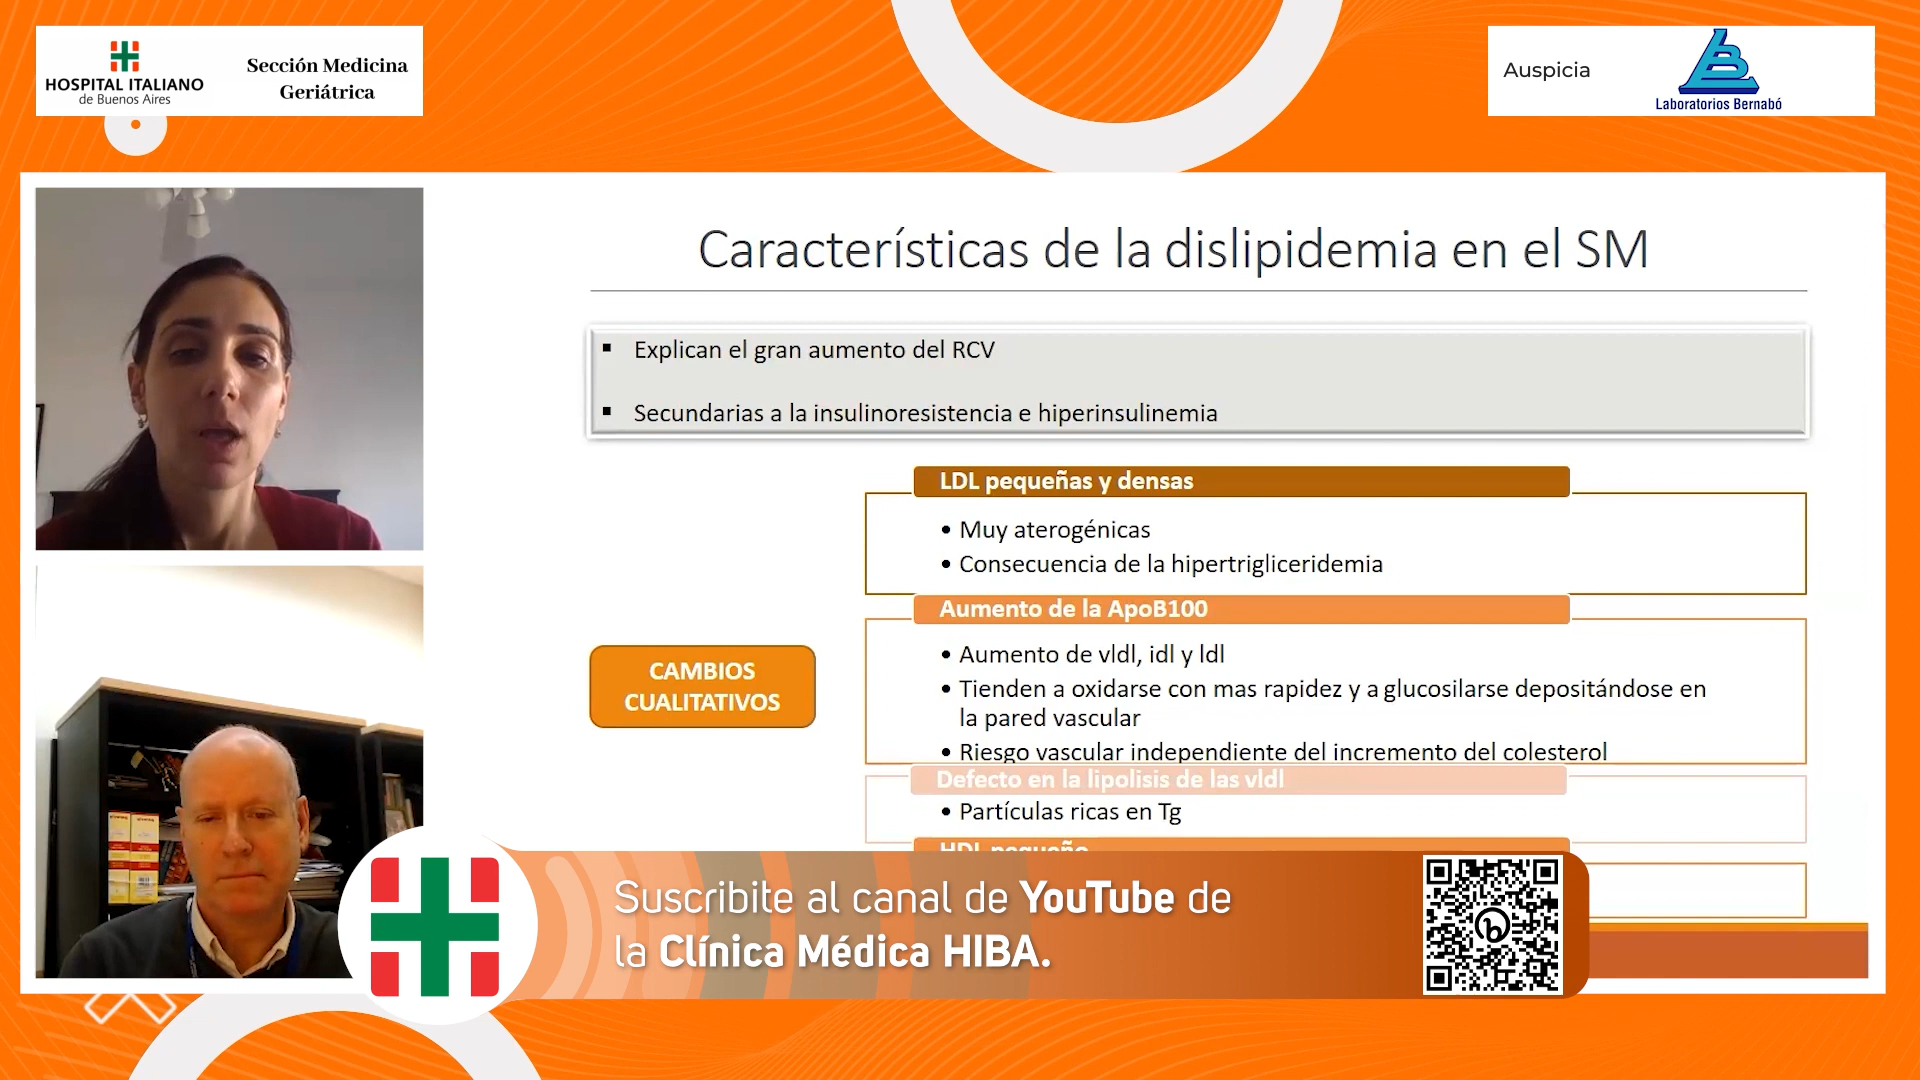 HOSPITAL ITALIANO
de Buenos Aires
Sección Medicina
Geriátrica
Auspicia
Laboratorios Bernabó
Características de la dislipidemia en el SM
▪ Explican el gran aumento del RCV
▪ Secundarias a la insulinoresistencia e hiperinsulinemia
CAMBIOS
CUALITATIVOS
LDL pequeñas y densas
• Muy aterogénicas
• Consecuencia de la hipertrigliceridemia
Aumento de la ApoB100
• Aumento de vldl, idl y ldl
• Tienden a oxidarse con mas rapidez y a glucosilarse depositándose en
la pared vascular
• Riesgo vascular independiente del incremento del colesterol
Defecto en la lipolisis de las vldl
• Partículas ricas en Tg
HDL pequeño
Suscribite al canal de YouTube de
la Clínica Médica HIBA.